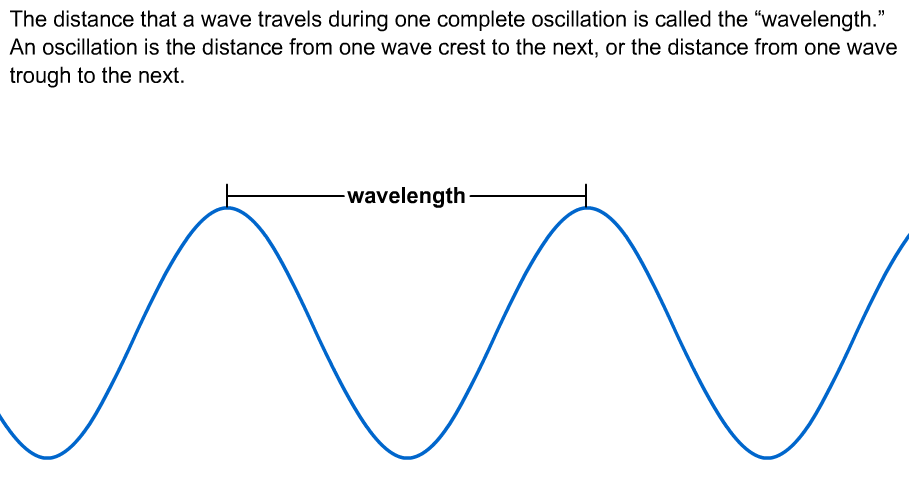 The distance that a wave travels during one complete oscillation is called the “wavelength.”
An oscillation is the distance from one wave crest to the next, or the distance from one wave
trough to the next.
wavelength